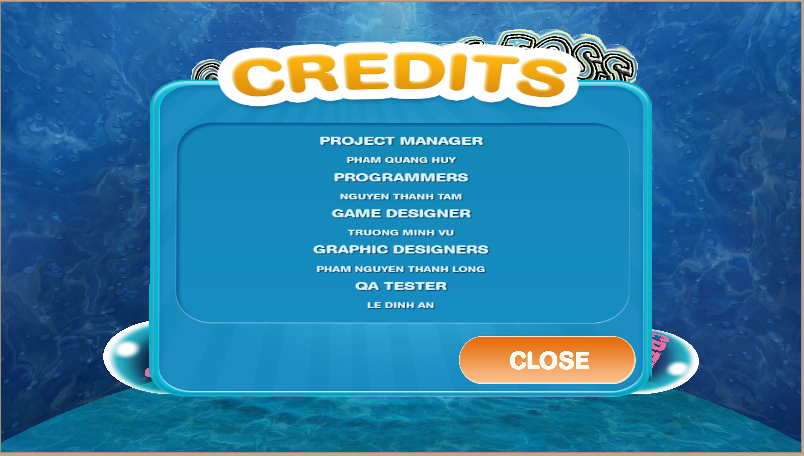 CREDITS
PROJECT MANAGER
PHAM QUANG HUY
PROGRAMMERS
NGUYEN THANH TAM
GAME DESIGNER
TRUONG MINH VU
GRAPHIC DESIGNERS
PHAM NGUYEN THANH LONG
QA TESTER
LE DINH AN
CLOSE